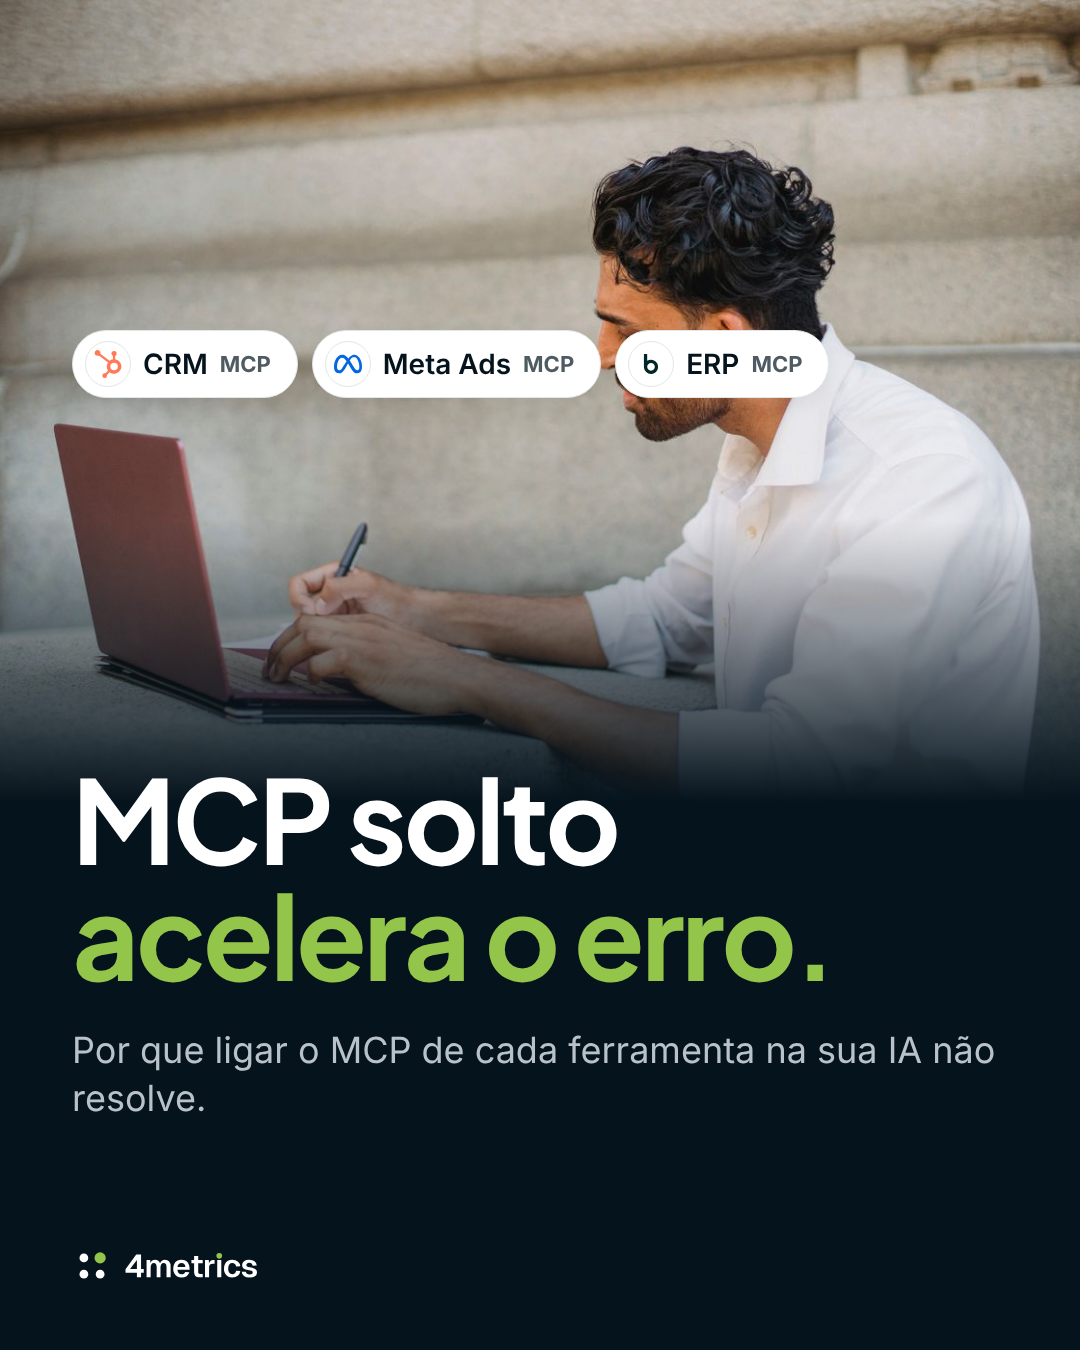 CRM MCP
Meta Ads MCP
b ERP MCP
MCP solto
acelera o erro.
Por que ligar o MCP de cada ferramenta na sua IA não
resolve.
4metrics